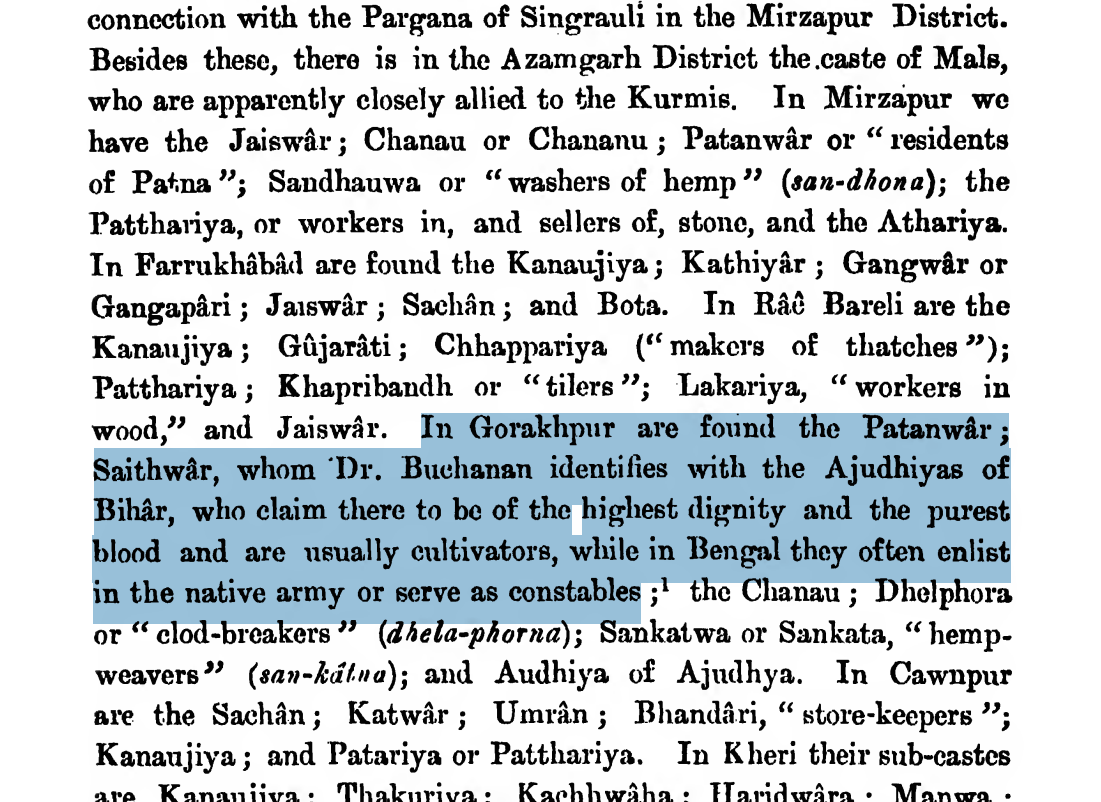 connection with the Pargana of Singrauli in the Mirzapur District.
Besides these, there is in the Azamgarh District the caste of Mals,
who are apparently closely allied to the Kurmis. In Mirzapur we
have the Jaiswâr; Chanau or Chananu; Patanwâr or “residents
of Patna”; Sandhauwa or “washers of hemp” (san-dhona); the
Patthariya, or workers in, and sellers of, stone, and the Athariya.
In Farrukhâbâd are found the Kanaujiya; Kathiyâr; Gangwâr or
Gangapâri; Jaiswâr; Sachân; and Bota. In Râê Bareli are the
Kanaujiya; Gûjarâti; Chhappariya (“makers of thatches”);
Patthariya; Khapribandh or “tilers”; Lakariya, “workers in
wood,” and Jaiswâr. In Gorakhpur are found the Patanwâr;
Saithwâr, whom Dr. Buchanan identifies with the Ajudhiyas of
Bihâr, who claim there to be of the highest dignity and the purest
blood and are usually cultivators, while in Bengal they often enlist
in the native army or serve as constables;¹ the Chanau; Dhelphora
or “clod-breakers” (dhela-phorna); Sankatwa or Sankata, “hemp-
weavers” (san-kâtna); and Audhiya of Ajudhya. In Cawnpur
are the Sachân; Katwâr; Umrân; Bhandâri, “store-keepers”;
Kanaujiya; and Patariya or Patthariya. In Kheri their sub-castes
are Kanaujiya; Thakuriya; Kachhwâha; Haridwâra; Manwa;